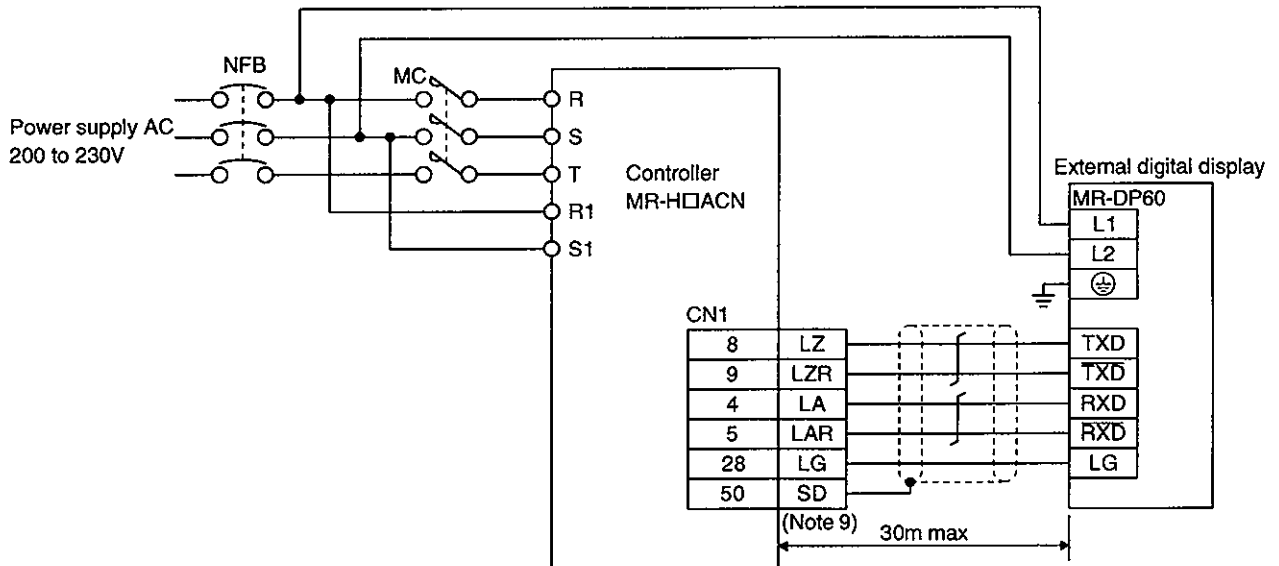 NFB
MC
Power supply AC
200 to 230V
R
S
T
R1
S1
Controller
MR-H□ACN
External digital display
MR-DP60
L1
L2
CN1
8 LZ TXD
9 LZR T̅X̅D̅
4 LA RXD
5 LAR R̅X̅D̅
28 LG LG
50 SD
(Note 9)
30m max